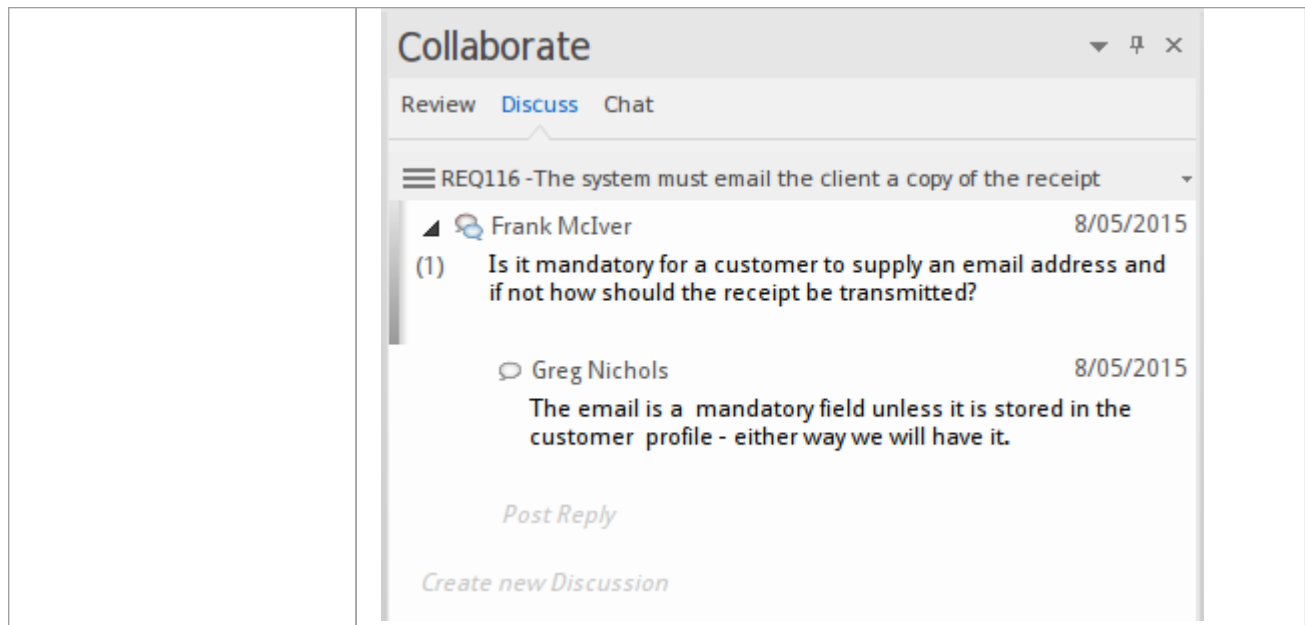 Collaborate
Review Discuss Chat
REQ116 -The system must email the client a copy of the receipt
Frank McIver 8/05/2015
(1) Is it mandatory for a customer to supply an email address and
if not how should the receipt be transmitted?
Greg Nichols 8/05/2015
The email is a mandatory field unless it is stored in the
customer profile - either way we will have it.
Post Reply
Create new Discussion